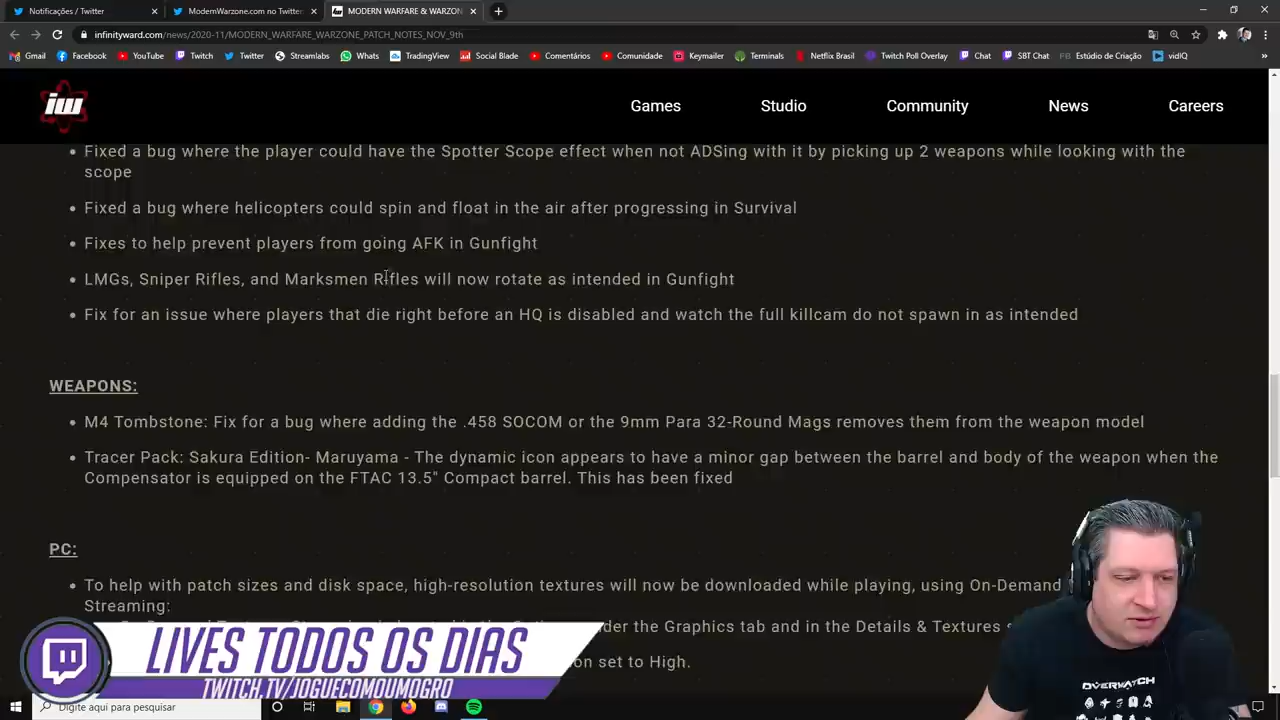 Notificações / Twitter
ModernWarzone.com no Twitter
MODERN WARFARE & WARZON
infinityward.com/news/2020-11/MODERN_WARFARE_WARZONE_PATCH_NOTES_NOV_9th
Gmail Facebook YouTube Twitch Twitter Streamlabs Whats TradingView Social Blade Comentários Comunidade Keymailer Terminals Netflix Brasil Twitch Poll Overlay Chat SBT Chat Estúdio de Criação vidIQ
iw Games Studio Community News Careers
Fixed a bug where the player could have the Spotter Scope effect when not ADSing with it by picking up 2 weapons while looking with the
scope
Fixed a bug where helicopters could spin and float in the air after progressing in Survival
Fixes to help prevent players from going AFK in Gunfight
LMGs, Sniper Rifles, and Marksmen Rifles will now rotate as intended in Gunfight
Fix for an issue where players that die right before an HQ is disabled and watch the full killcam do not spawn in as intended
WEAPONS:
M4 Tombstone: Fix for a bug where adding the .458 SOCOM or the 9mm Para 32-Round Mags removes them from the weapon model
Tracer Pack: Sakura Edition- Maruyama - The dynamic icon appears to have a minor gap between the barrel and body of the weapon when the
Compensator is equipped on the FTAC 13.5" Compact barrel. This has been fixed
PC:
To help with patch sizes and disk space, high-resolution textures will now be downloaded while playing, using On-Demand
Streaming:
der the Graphics tab and in the Details & Textures
on set to High.
LIVES TODOS OS DIAS
TWITCH.TV/JOGUECOMOUMOGRO
OVERWATCH
Digite aqui para pesquisar